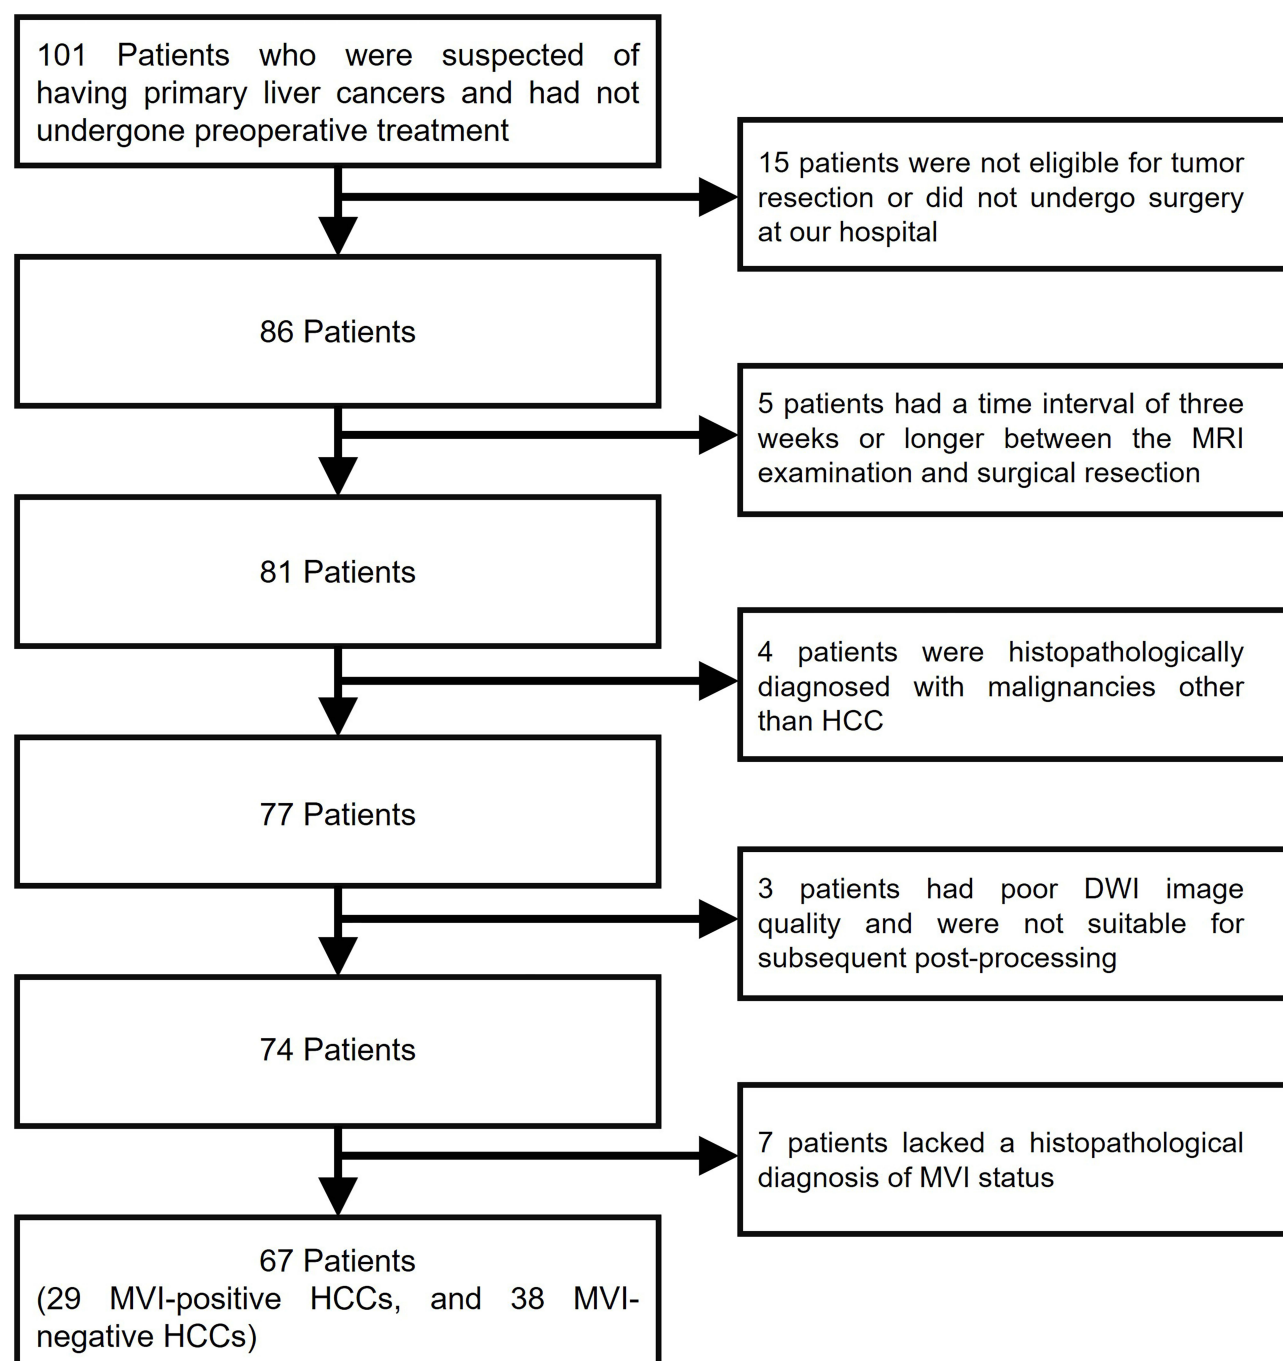 101 Patients who were suspected of
having primary liver cancers and had not
undergone preoperative treatment
15 patients were not eligible for tumor
resection or did not undergo surgery
at our hospital
86 Patients
5 patients had a time interval of three
weeks or longer between the MRI
examination and surgical resection
81 Patients
4 patients were histopathologically
diagnosed with malignancies other
than HCC
77 Patients
3 patients had poor DWI image
quality and were not suitable for
subsequent post-processing
74 Patients
7 patients lacked a histopathological
diagnosis of MVI status
67 Patients
(29 MVI-positive HCCs, and 38 MVI-
negative HCCs)